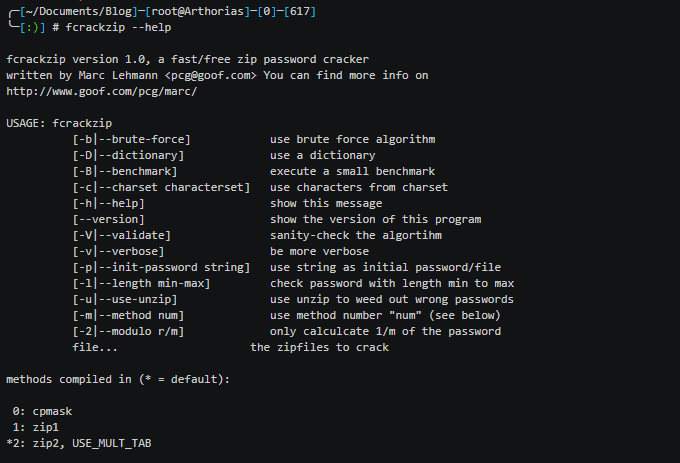 ╭─[~/Documents/Blog]─[root@Arthorias]─[0]─[617]
╰─[:)] # fcrackzip --help
fcrackzip version 1.0, a fast/free zip password cracker
written by Marc Lehmann <pcg@goof.com> You can find more info on
http://www.goof.com/pcg/marc/
USAGE: fcrackzip
[-b|--brute-force] use brute force algorithm
[-D|--dictionary] use a dictionary
[-B|--benchmark] execute a small benchmark
[-c|--charset characterset] use characters from charset
[-h|--help] show this message
[--version] show the version of this program
[-V|--validate] sanity-check the algortihm
[-v|--verbose] be more verbose
[-p|--init-password string] use string as initial password/file
[-l|--length min-max] check password with length min to max
[-u|--use-unzip] use unzip to weed out wrong passwords
[-m|--method num] use method number "num" (see below)
[-2|--modulo r/m] only calculcate 1/m of the password
file... the zipfiles to crack
methods compiled in (* = default):
0: cpmask
1: zip1
*2: zip2, USE_MULT_TAB